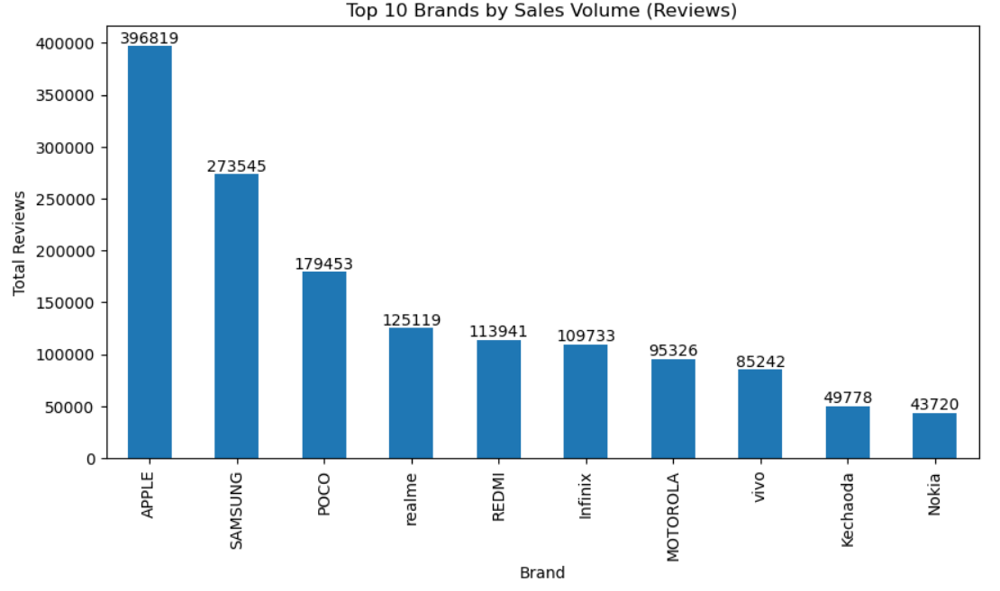 Top 10 Brands by Sales Volume (Reviews)
400000
350000
300000
250000
200000
150000
100000
50000
0
Total Reviews
396819
273545
179453
125119
113941
109733
95326
85242
49778
43720
APPLE
SAMSUNG
POCO
realme
REDMI
Infinix
MOTOROLA
vivo
Kechaoda
Nokia
Brand